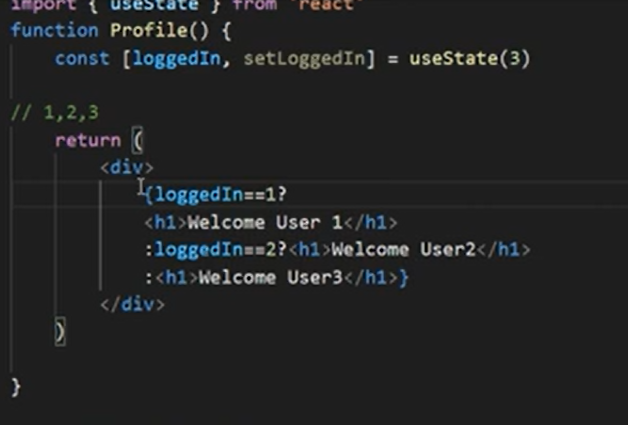 import { useState } from 'react'
function Profile() {
const [loggedIn, setLoggedIn] = useState(3)
// 1,2,3
return (
<div>
{loggedIn==1?
<h1>Welcome User 1</h1>
:loggedIn==2?<h1>Welcome User2</h1>
:<h1>Welcome User3</h1>}
</div>
)
}